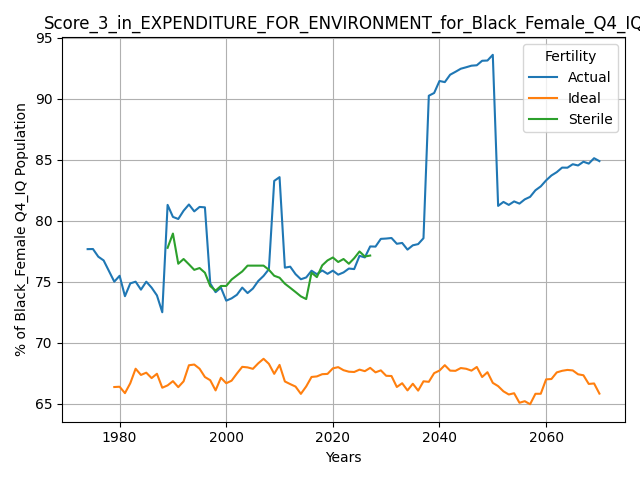 Score_3_in_EXPENDITURE_FOR_ENVIRONMENT_for_Black_Female_Q4_IQ
% of Black_Female Q4_IQ Population
95
90
85
80
75
70
65
Fertility
Actual
Ideal
Sterile
1980 2000 2020 2040 2060
Years